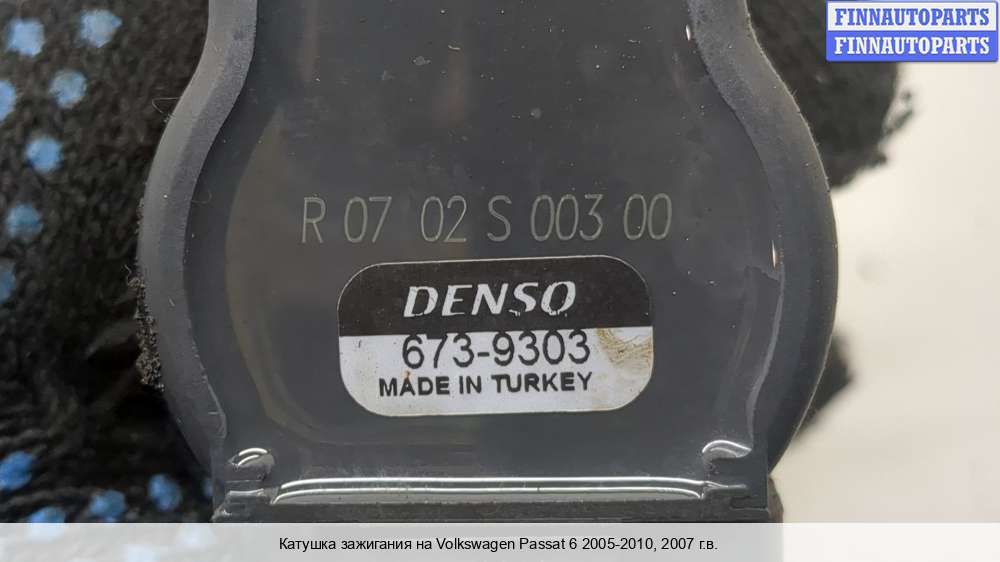 FINNAUTOPARTS
FINNAUTOPARTS
R 07 02 S 003 00
DENSO
673-9303
MADE IN TURKEY
Катушка зажигания на Volkswagen Passat 6 2005-2010, 2007 г.в.